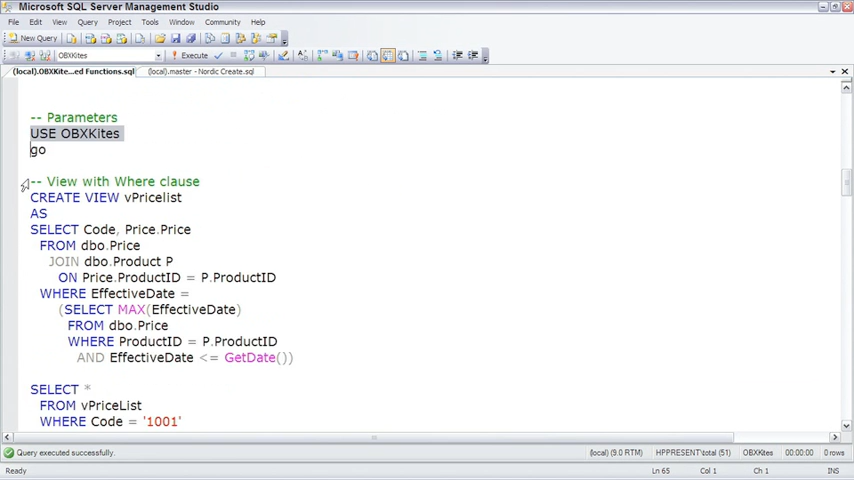 Microsoft SQL Server Management Studio
File Edit View Query Project Tools Window Community Help
New Query
OBXKites Execute
(local).OBXKite...ed Functions.sql (local).master - Nordic Create.sql
-- Parameters
USE OBXKites
go
-- View with Where clause
CREATE VIEW vPricelist
AS
SELECT Code, Price.Price
FROM dbo.Price
JOIN dbo.Product P
ON Price.ProductID = P.ProductID
WHERE EffectiveDate =
(SELECT MAX(EffectiveDate)
FROM dbo.Price
WHERE ProductID = P.ProductID
AND EffectiveDate <= GetDate())
SELECT *
FROM vPriceList
WHERE Code = '1001'
Query executed successfully. (local) (9.0 RTM) HPPRESENT\total (51) OBXKites 00:00:00 0 rows
Ready Ln 65 Col 1 Ch 1 INS